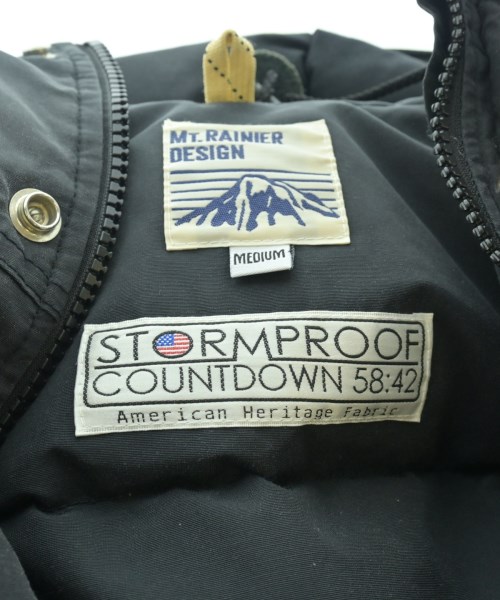 MT. RAINIER
DESIGN
MEDIUM
STORMPROOF
COUNTDOWN 58:42
American Heritage Fabric